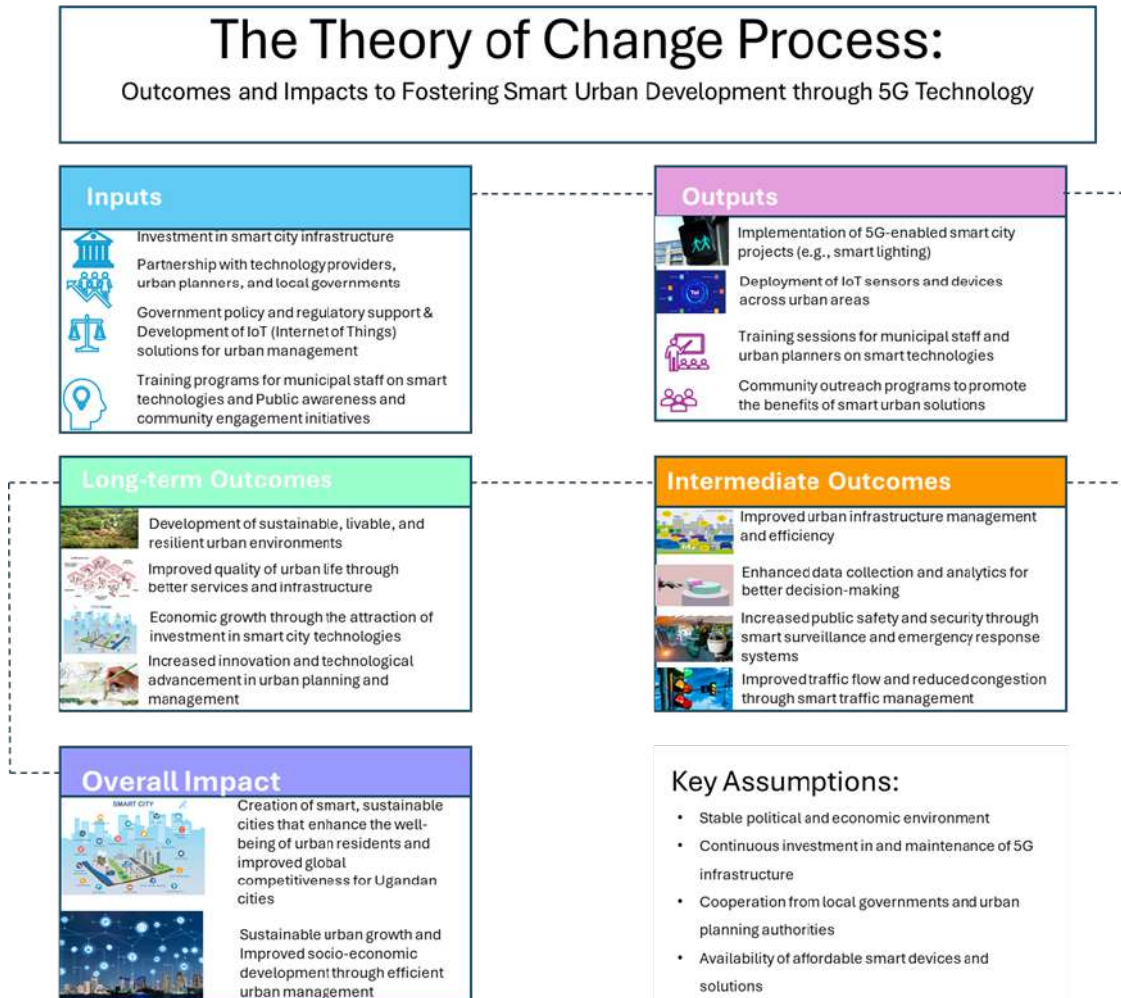 The Theory of Change Process:
Outcomes and Impacts to Fostering Smart Urban Development through 5G Technology
Inputs
Investment in smart city infrastructure
Partnership with technology providers,
urban planners, and local governments
Government policy and regulatory support &
Development of IoT (Internet of Things)
solutions for urban management
Training programs for municipal staff on smart
technologies and Public awareness and
community engagement initiatives
Outputs
Implementation of 5G-enabled smart city
projects (e.g., smart lighting)
Deployment of IoT sensors and devices
across urban areas
Training sessions for municipal staff and
urban planners on smart technologies
Community outreach programs to promote
the benefits of smart urban solutions
Long-term Outcomes
Development of sustainable, livable, and
resilient urban environments
Improved quality of urban life through
better services and infrastructure
Economic growth through the attraction of
investment in smart city technologies
Increased innovation and technological
advancement in urban planning and
management
Intermediate Outcomes
Improved urban infrastructure management
and efficiency
Enhanced data collection and analytics for
better decision-making
Increased public safety and security through
smart surveillance and emergency response
systems
Improved traffic flow and reduced congestion
through smart traffic management
Overall Impact
SMART CITY
Creation of smart, sustainable
cities that enhance the well-
being of urban residents and
improved global
competitiveness for Ugandan
cities
Sustainable urban growth and
Improved socio-economic
development through efficient
urban management
Key Assumptions:
• Stable political and economic environment
• Continuous investment in and maintenance of 5G
infrastructure
• Cooperation from local governments and urban
planning authorities
• Availability of affordable smart devices and
solutions